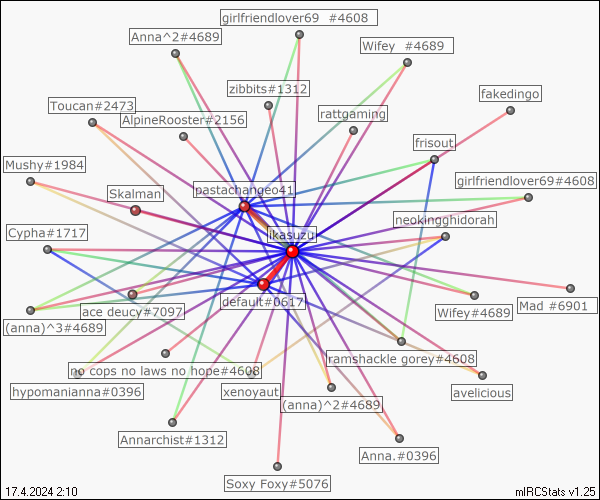 girlfriendlover69  #4608
Anna^2#4689
Wifey  #4689
zibbits#1312
fakedingo
Toucan#2473
AlpineRooster#2156
rattgaming
frisout
Mushy#1984
pastachangeo41
girlfriendlover69#4608
Skalman
neokingghidorah
Cypha#1717
ikasuzu
default#0617
Mad #6901
ace deucy#7097
Wifey#4689
(anna)^3#4689
ramshackle gorey#4608
no cops no laws no hope#4608
hypomanianna#0396
xenoyaut
avelicious
(anna)^2#4689
Annarchist#1312
Anna.#0396
Soxy Foxy#5076
17.4.2024 2:10
mIRCStats v1.25